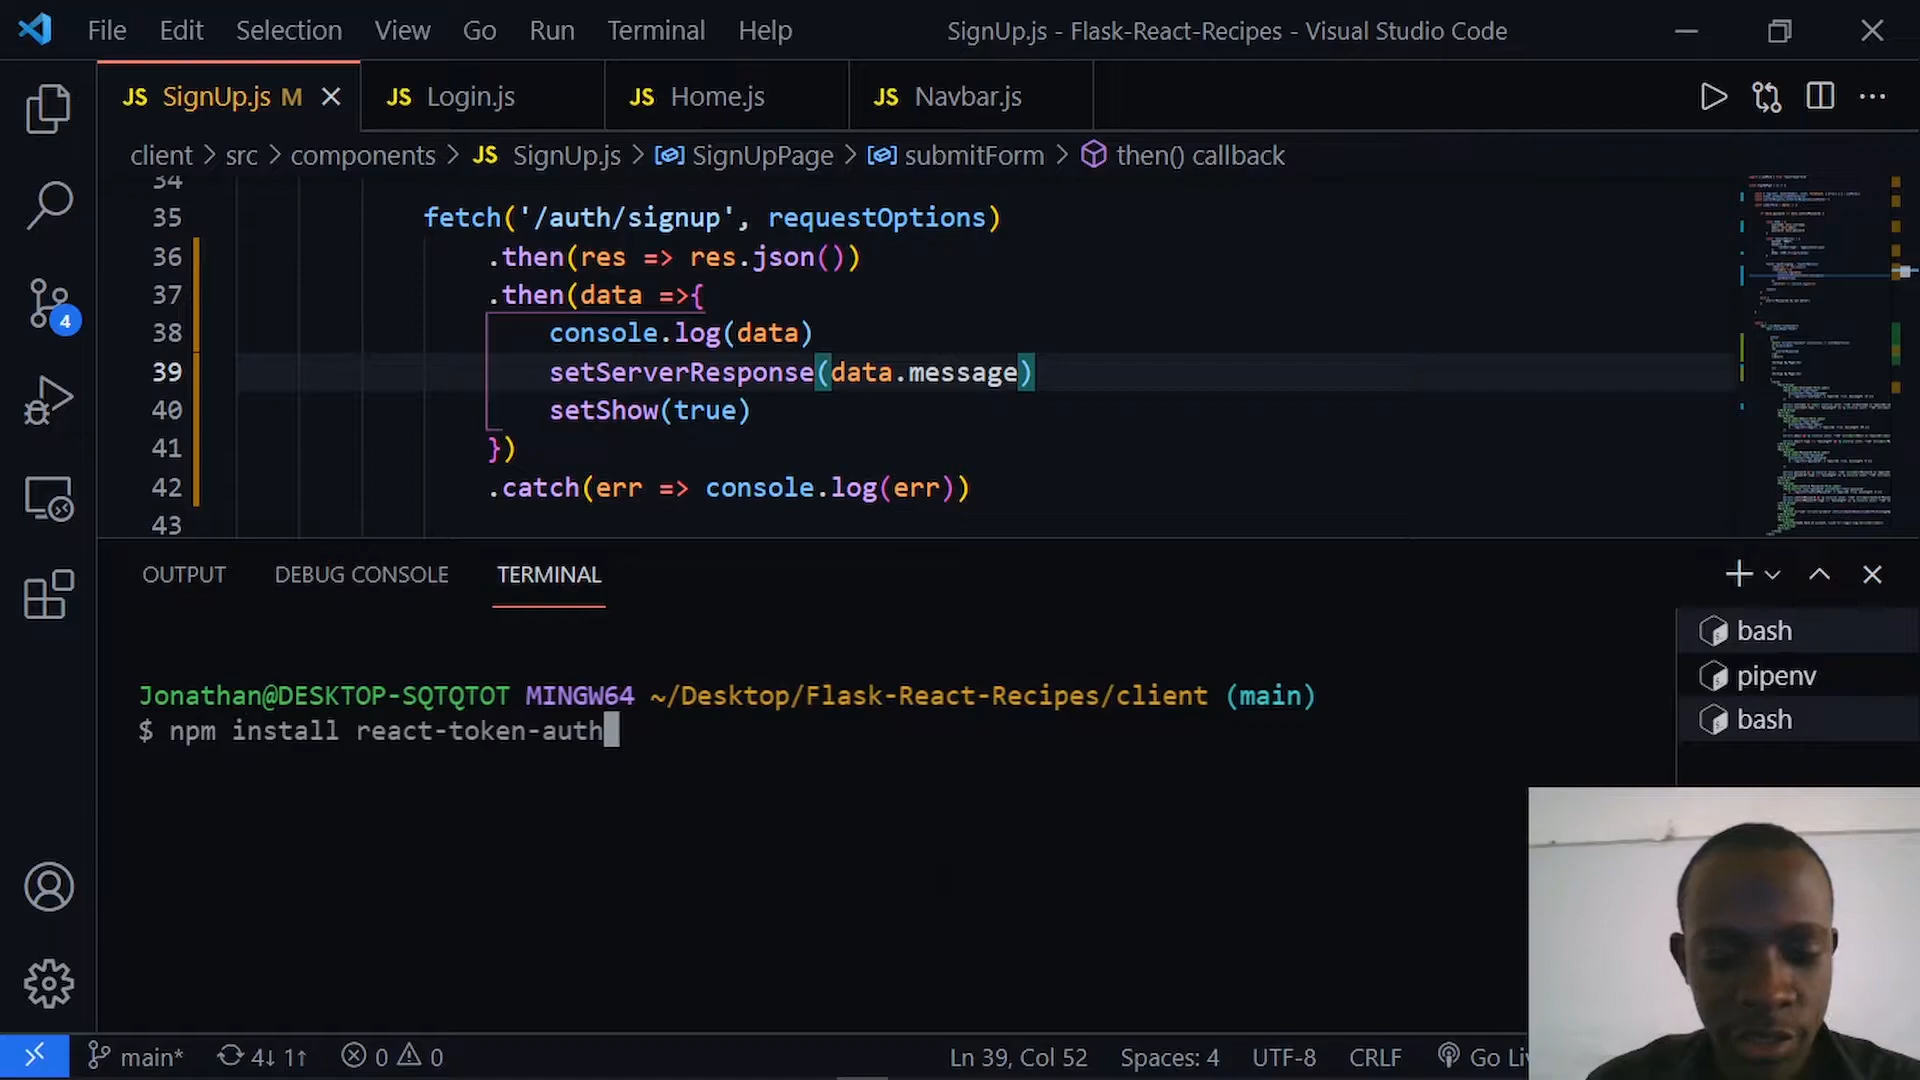 File Edit Selection View Go Run Terminal Help SignUp.js - Flask-React-Recipes - Visual Studio Code
JS SignUp.js M JS Login.js JS Home.js JS Navbar.js
client > src > components > JS SignUp.js > SignUpPage > submitForm > then() callback
34
35 fetch('/auth/signup', requestOptions)
36 .then(res => res.json())
37 .then(data =>{
38 console.log(data)
39 setServerResponse(data.message)
40 setShow(true)
41 })
42 .catch(err => console.log(err))
43
4
OUTPUT DEBUG CONSOLE TERMINAL
bash
pipenv
bash
Jonathan@DESKTOP-SQTQTOT MINGW64 ~/Desktop/Flask-React-Recipes/client (main)
$ npm install react-token-auth
main* 4↓ 1↑ 0 0 Ln 39, Col 52 Spaces: 4 UTF-8 CRLF Go